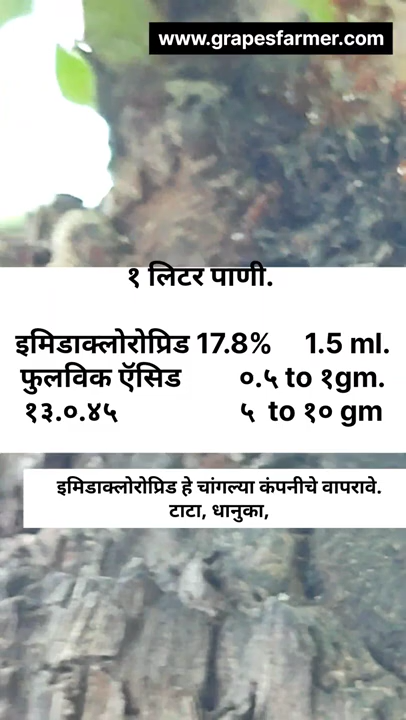 www.grapesfarmer.com
१ लिटर पाणी.
इमिडाक्लोरोप्रिड 17.8% 1.5 ml.
फुलविक ऍसिड ०.५ to १gm.
१३.०.४५ ५ to १० gm
इमिडाक्लोरोप्रिड हे चांगल्या कंपनीचे वापरावे.
टाटा, धानुका,